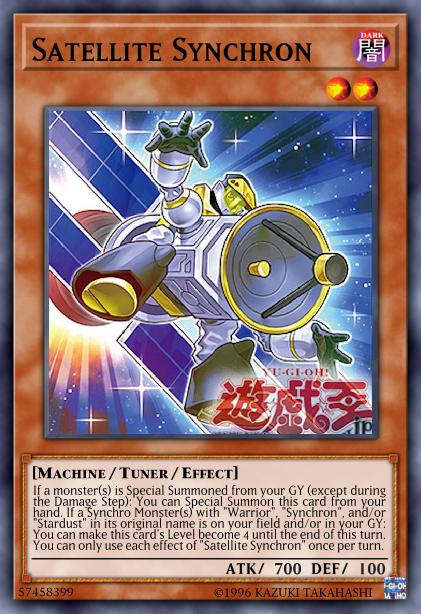 SATELLITE SYNCHRON
DARK
闇
YU-GI-OH!
遊戯王
.jp
[MACHINE / TUNER / EFFECT]
If a monster(s) is Special Summoned from your GY (except during
the Damage Step): You can Special Summon this card from your
hand. If a Synchro Monster(s) with "Warrior", "Synchron", and/or
"Stardust" in its original name is on your field and/or in your GY:
You can make this card's Level become 4 until the end of this turn.
You can only use each effect of "Satellite Synchron" once per turn.
ATK/ 700 DEF/ 100
57458399
©1996 KAZUKI TAKAHASHI